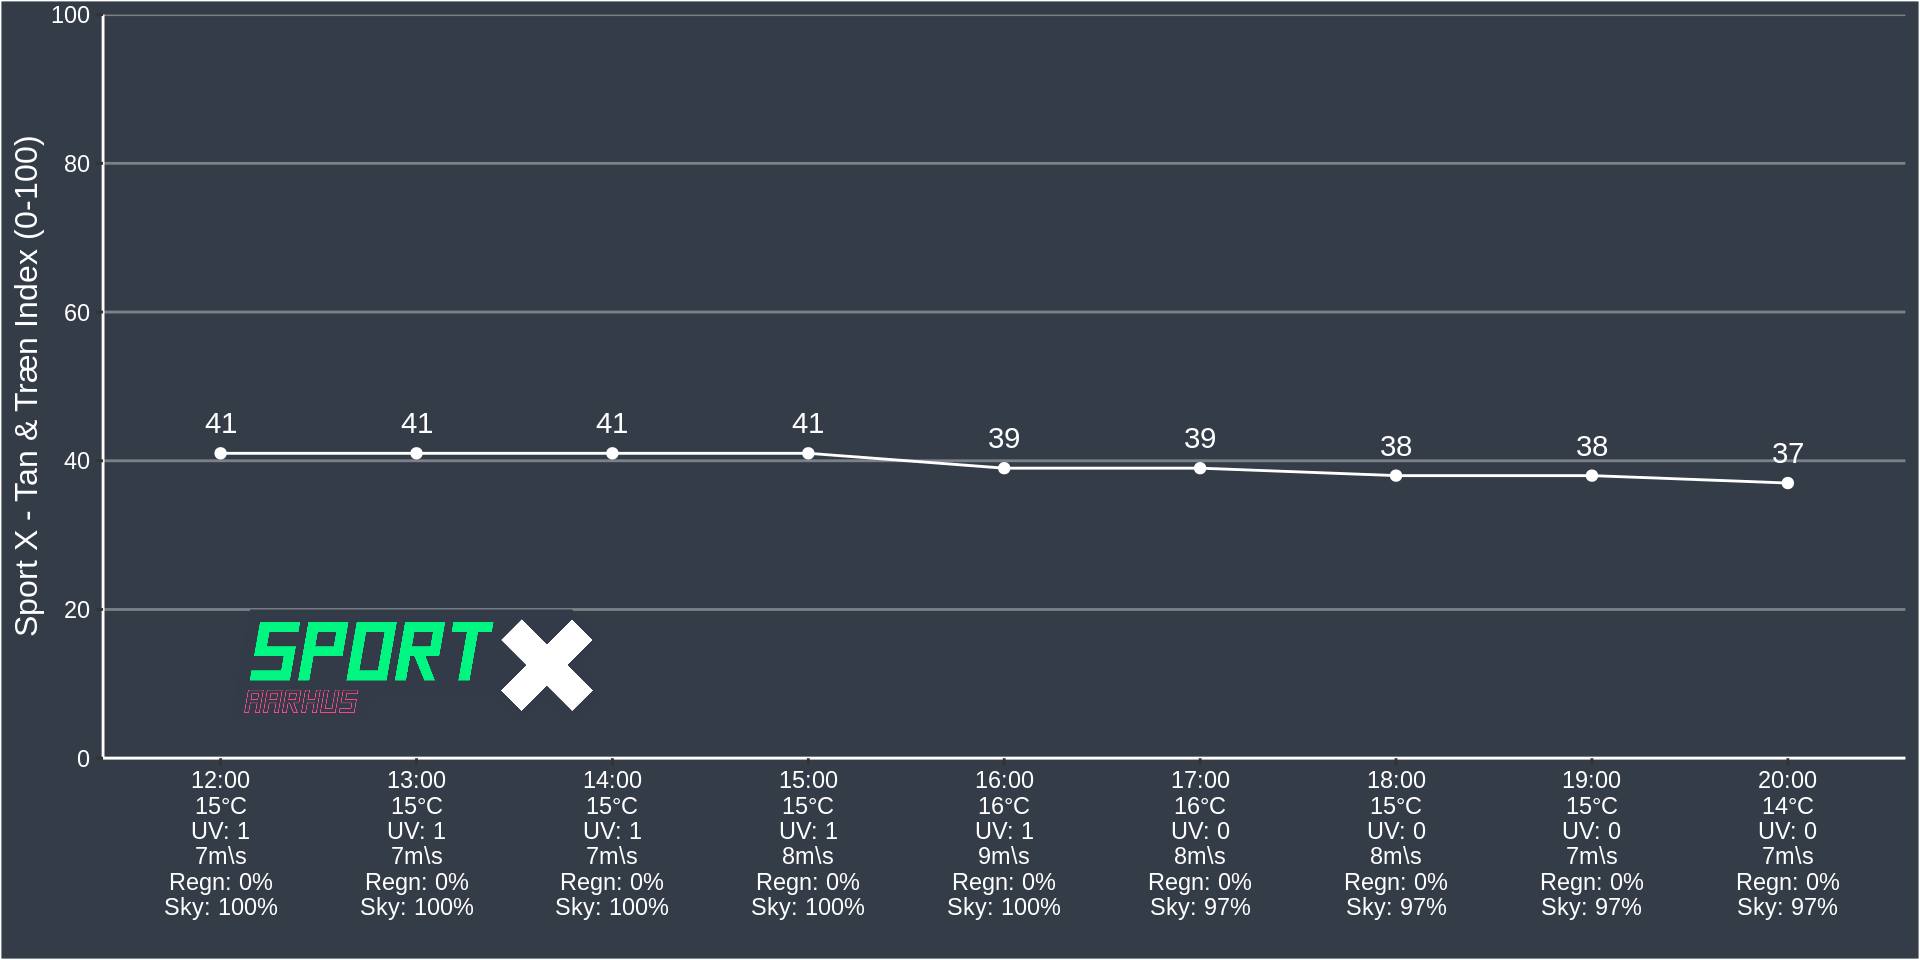 Sport X - Tan & Træn Index (0-100)
100
80
60
40
20
0
41 41 41 41 39 39 38 38 37
SPORT X
AARHUS
12:00 13:00 14:00 15:00 16:00 17:00 18:00 19:00 20:00
15°C 15°C 15°C 15°C 16°C 16°C 15°C 15°C 14°C
UV: 1 UV: 1 UV: 1 UV: 1 UV: 1 UV: 0 UV: 0 UV: 0 UV: 0
7m\s 7m\s 7m\s 8m\s 9m\s 8m\s 8m\s 7m\s 7m\s
Regn: 0% Regn: 0% Regn: 0% Regn: 0% Regn: 0% Regn: 0% Regn: 0% Regn: 0% Regn: 0%
Sky: 100% Sky: 100% Sky: 100% Sky: 100% Sky: 100% Sky: 97% Sky: 97% Sky: 97% Sky: 97%